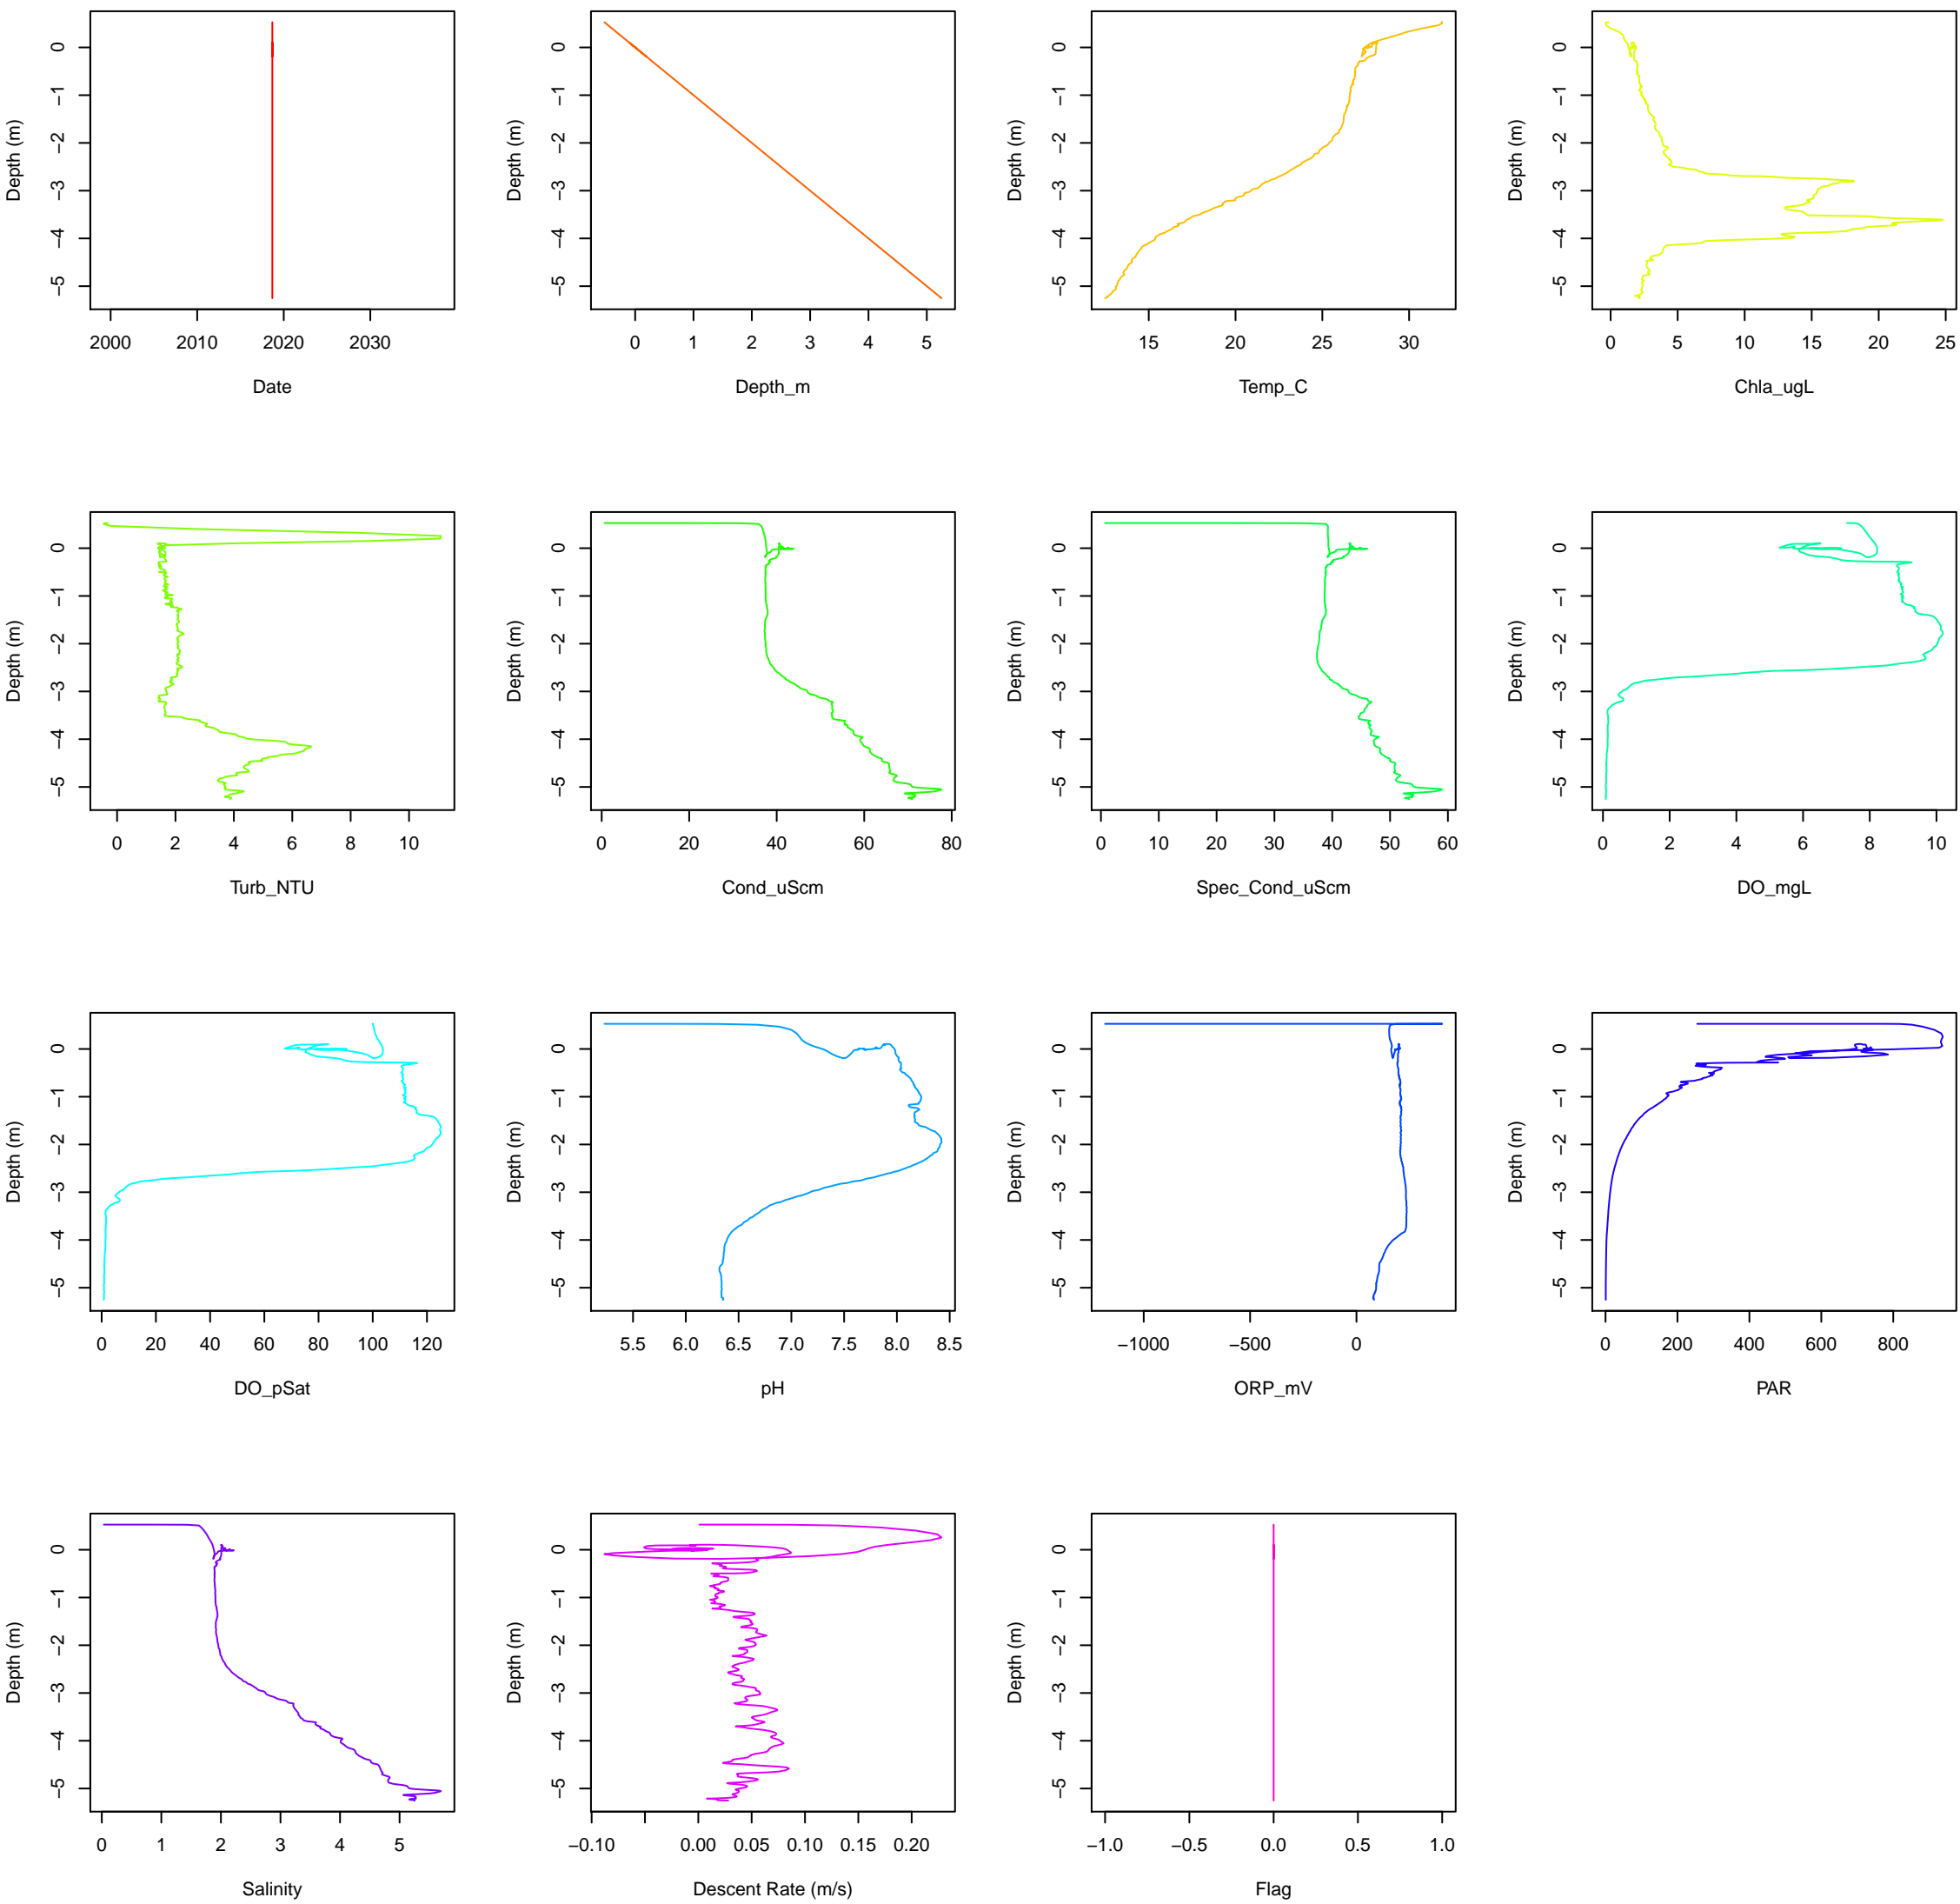 Depth (m)
0
−1
−2
−3
−4
−5
2000 2010 2020 2030
Date
Depth (m)
0
−1
−2
−3
−4
−5
0 1 2 3 4 5
Depth_m
Depth (m)
0
−1
−2
−3
−4
−5
15 20 25 30
Temp_C
Depth (m)
0
−1
−2
−3
−4
−5
0 5 10 15 20 25
Chla_ugL
Depth (m)
0
−1
−2
−3
−4
−5
0 2 4 6 8 10
Turb_NTU
Depth (m)
0
−1
−2
−3
−4
−5
0 20 40 60 80
Cond_uScm
Depth (m)
0
−1
−2
−3
−4
−5
0 10 20 30 40 50 60
Spec_Cond_uScm
Depth (m)
0
−1
−2
−3
−4
−5
0 2 4 6 8 10
DO_mgL
Depth (m)
0
−1
−2
−3
−4
−5
0 20 40 60 80 100 120
DO_pSat
Depth (m)
0
−1
−2
−3
−4
−5
5.5 6.0 6.5 7.0 7.5 8.0 8.5
pH
Depth (m)
0
−1
−2
−3
−4
−5
−1000 −500 0
ORP_mV
Depth (m)
0
−1
−2
−3
−4
−5
0 200 400 600 800
PAR
Depth (m)
0
−1
−2
−3
−4
−5
0 1 2 3 4 5
Salinity
Depth (m)
0
−1
−2
−3
−4
−5
−0.10 0.00 0.05 0.10 0.15 0.20
Descent Rate (m/s)
Depth (m)
0
−1
−2
−3
−4
−5
−1.0 −0.5 0.0 0.5 1.0
Flag